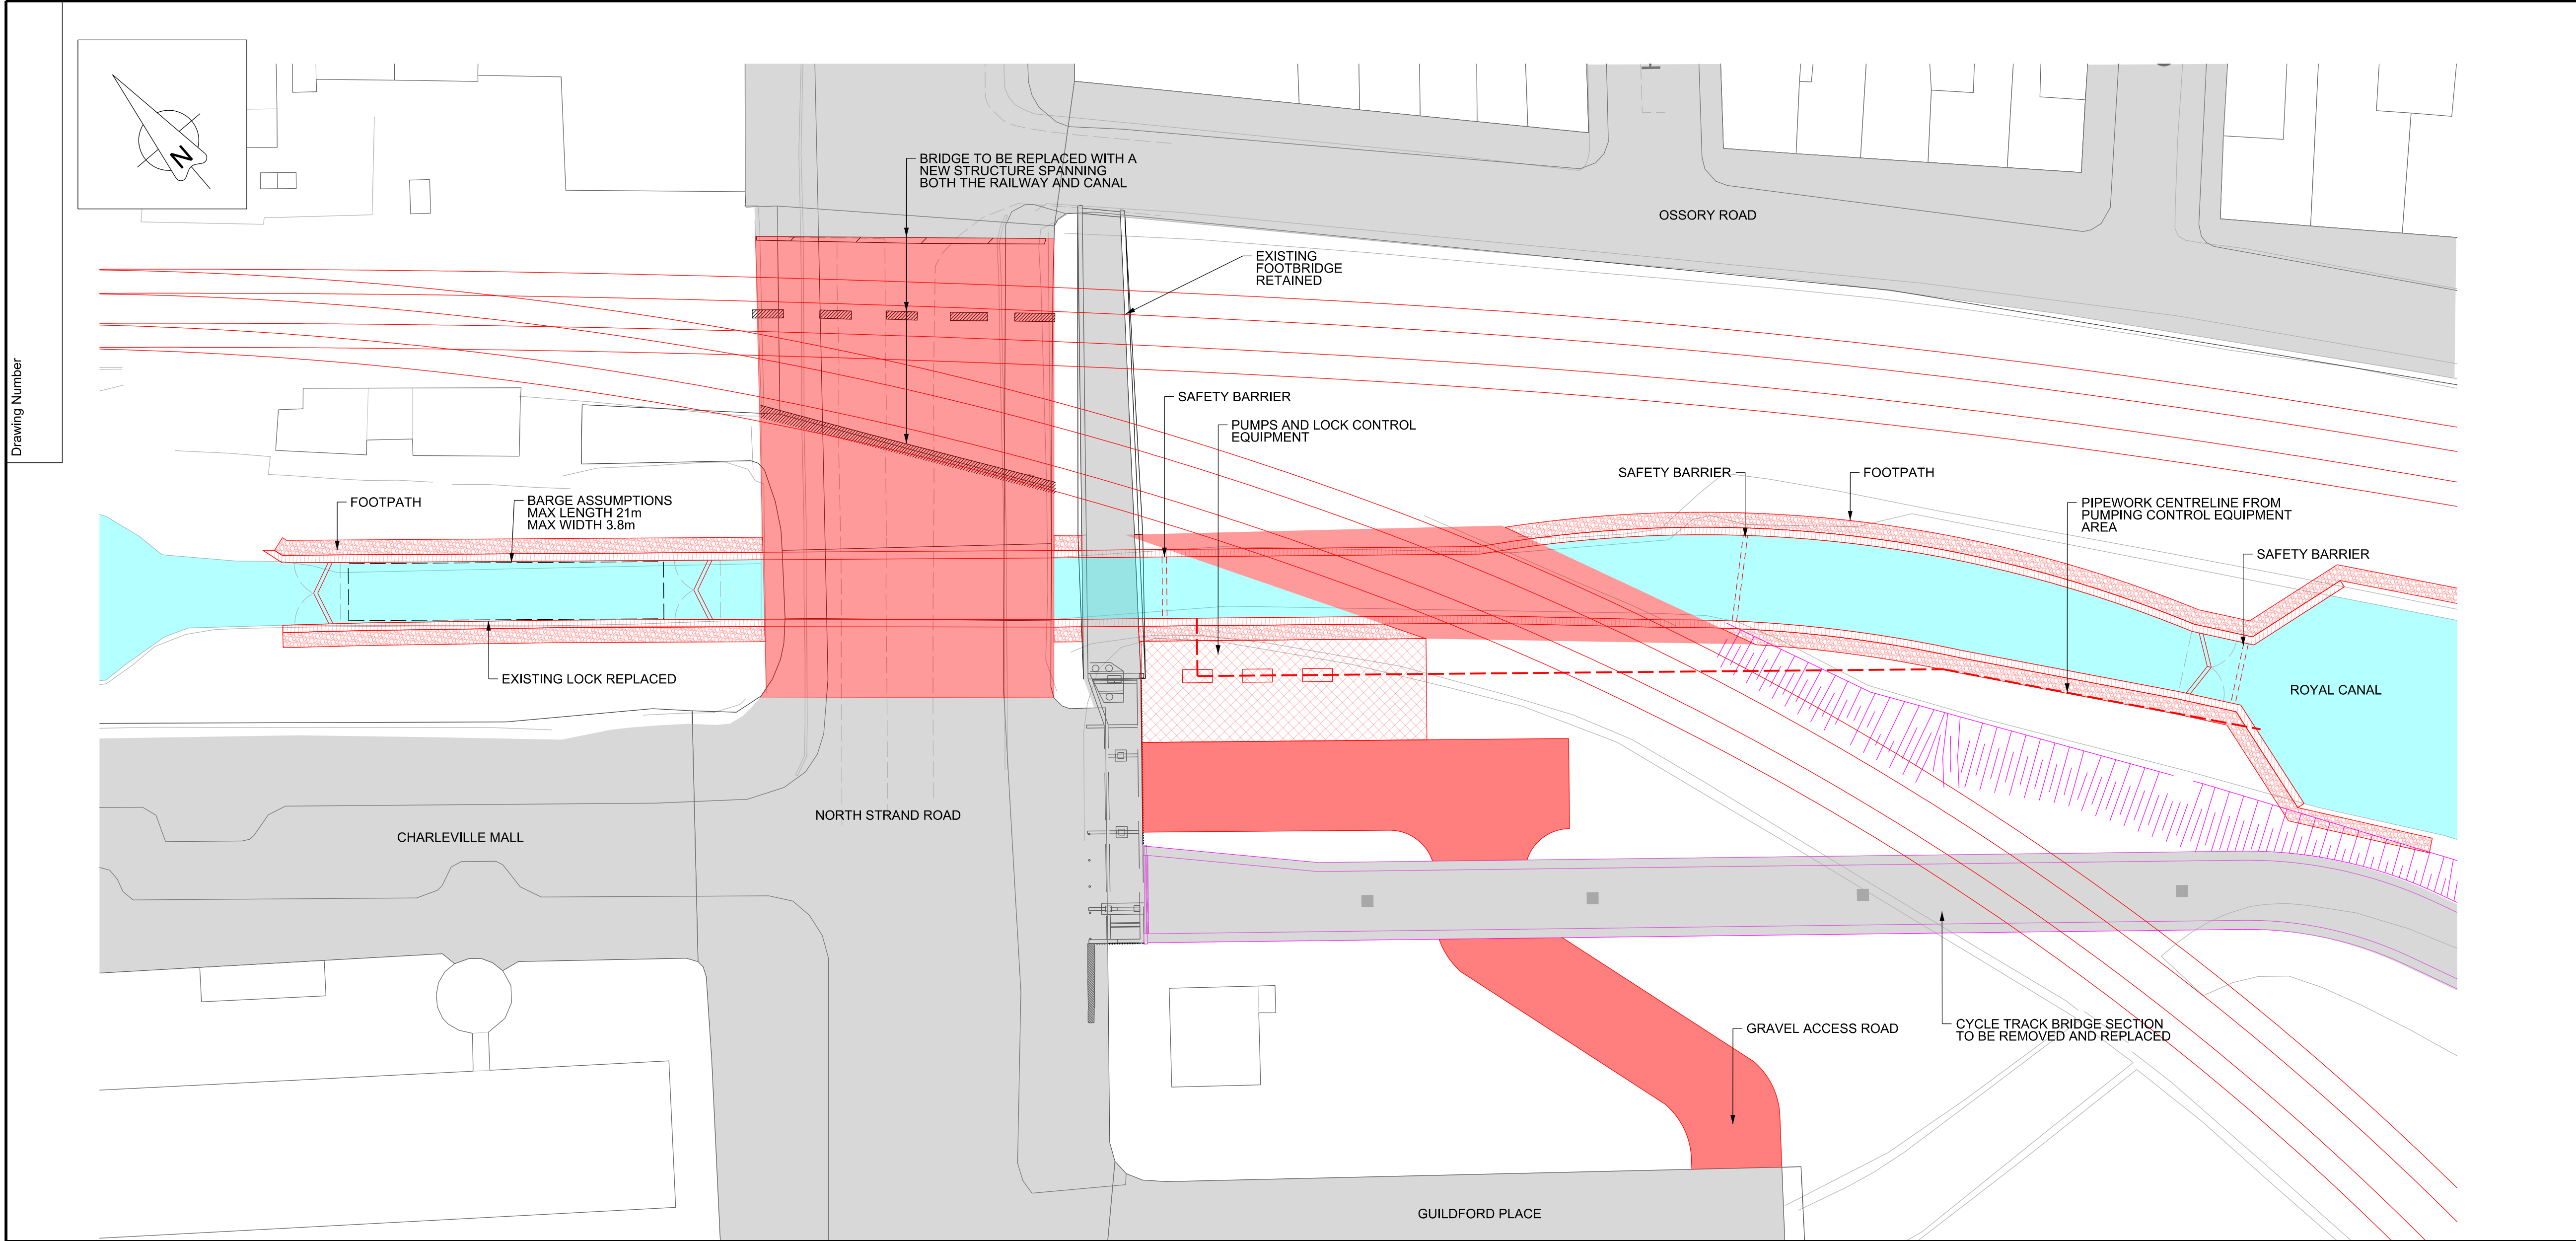 Drawing Number
N
BRIDGE TO BE REPLACED WITH A
NEW STRUCTURE SPANNING
BOTH THE RAILWAY AND CANAL
OSSORY ROAD
EXISTING
FOOTBRIDGE
RETAINED
SAFETY BARRIER
PUMPS AND LOCK CONTROL
EQUIPMENT
SAFETY BARRIER
FOOTPATH
FOOTPATH
BARGE ASSUMPTIONS
MAX LENGTH 21m
MAX WIDTH 3.8m
PIPEWORK CENTRELINE FROM
PUMPING CONTROL EQUIPMENT
AREA
SAFETY BARRIER
EXISTING LOCK REPLACED
ROYAL CANAL
NORTH STRAND ROAD
CHARLEVILLE MALL
GRAVEL ACCESS ROAD
CYCLE TRACK BRIDGE SECTION
TO BE REMOVED AND REPLACED
GUILDFORD PLACE